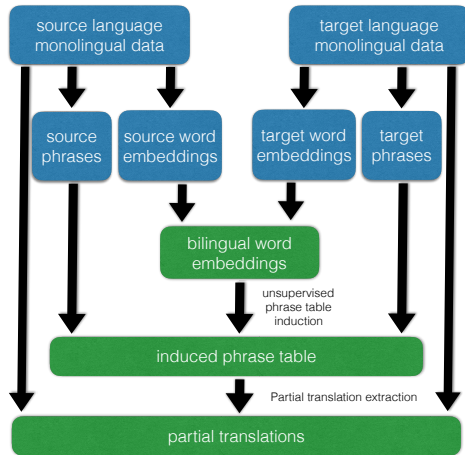 source language
monolingual data
target language
monolingual data
source
phrases
source word
embeddings
target word
embeddings
target
phrases
bilingual word
embeddings
unsupervised
phrase table
induction
induced phrase table
Partial translation extraction
partial translations